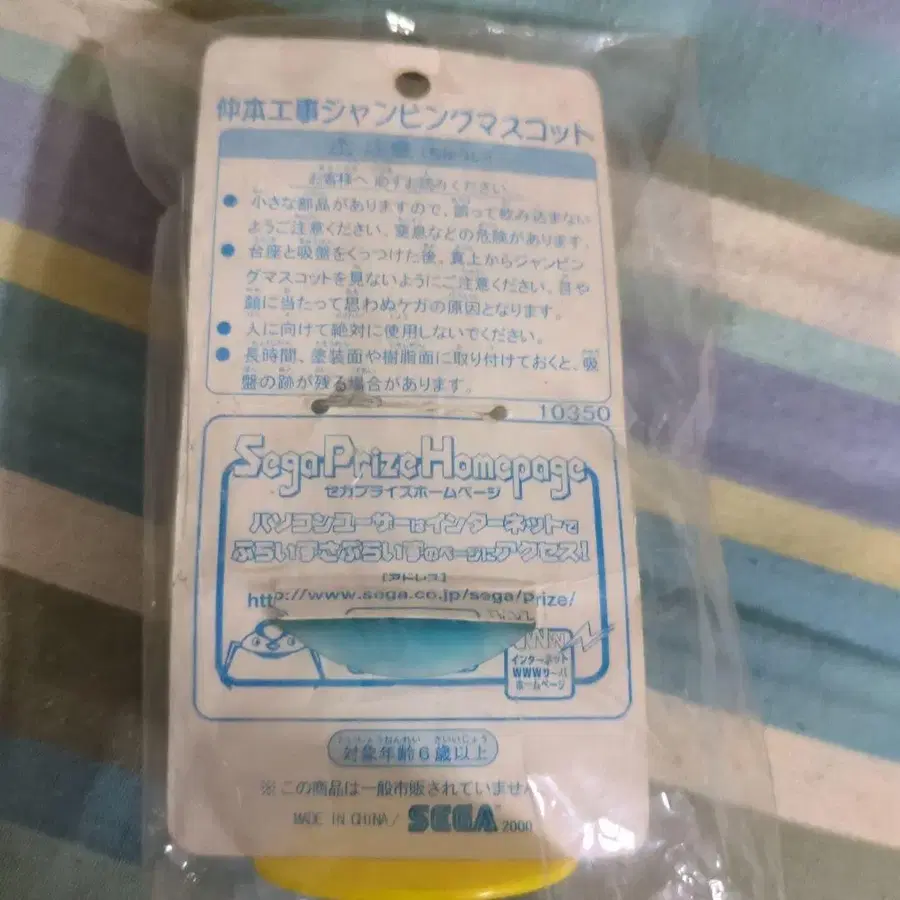 仲本工事ジャンピングマスコット
お客様へ 必ずお読みください
● 小さな部品がありますので、誤って飲み込まない
ようご注意ください。窒息などの危険があります。
● 台座と吸盤をくっつけた後、真上からジャンピン
グマスコットを見ないようにご注意ください。目や
顔に当たって思わぬケガの原因となります。
● 人に向けて絶対に使用しないでください。
● 長時間、塗装面や樹脂面に取り付けておくと、吸
盤の跡が残る場合があります。
10350
Sega Prize Homepage
セガプライズホームページ
パソコンユーザーはインターネットで
ぷらいずさぷらいずのページにアクセス!
[アドレス]
http://www.sega.co.jp/sega/prize/
インターネット
WWWサーバ
ホームページ
対象年齢6歳以上
※この商品は一般市販されていません
MADE IN CHINA/ SEGA 2000